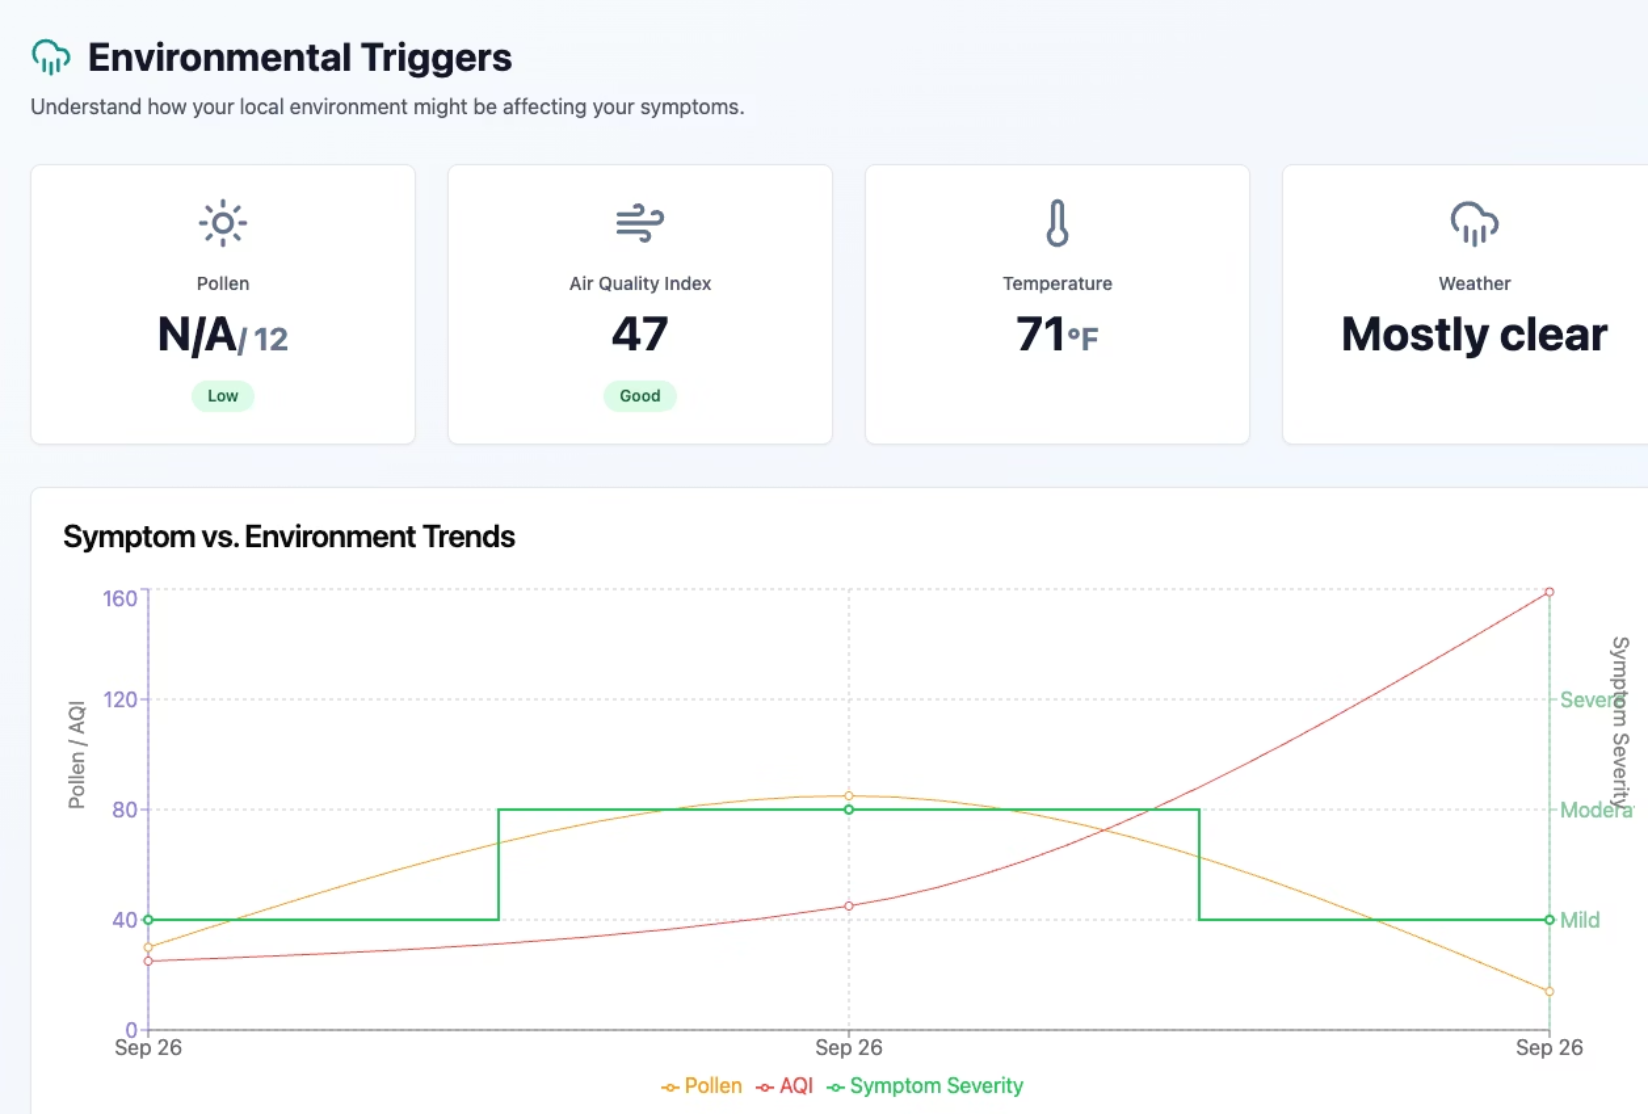 Environmental Triggers
Understand how your local environment might be affecting your symptoms.
Pollen
N/A/ 12
Low
Air Quality Index
47
Good
Temperature
71°F
Weather
Mostly clear
Symptom vs. Environment Trends
160
120
80
40
0
Pollen / AQI
Severe
Modera
Mild
Symptom Severity
Sep 26
Sep 26
Sep 26
Pollen
AQI
Symptom Severity